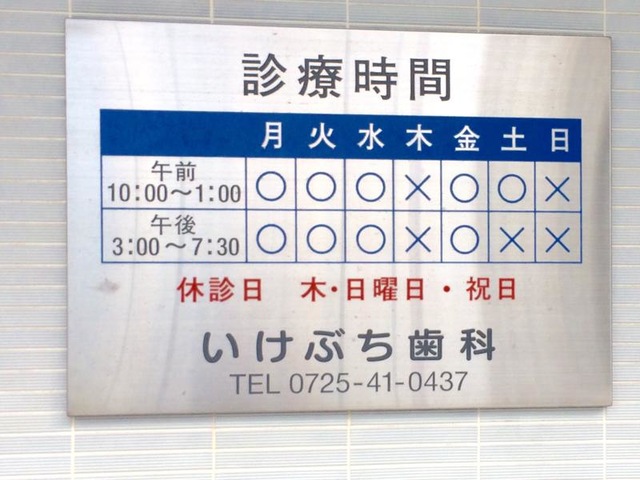 診療時間
月 火 水 木 金 土 日
午前 10:00〜1:00 ○ ○ ○ × ○ ○ ×
午後 3:00〜7:30 ○ ○ ○ × ○ × ×
休診日 木・日曜日・祝日
いけぶち歯科
TEL 0725-41-0437